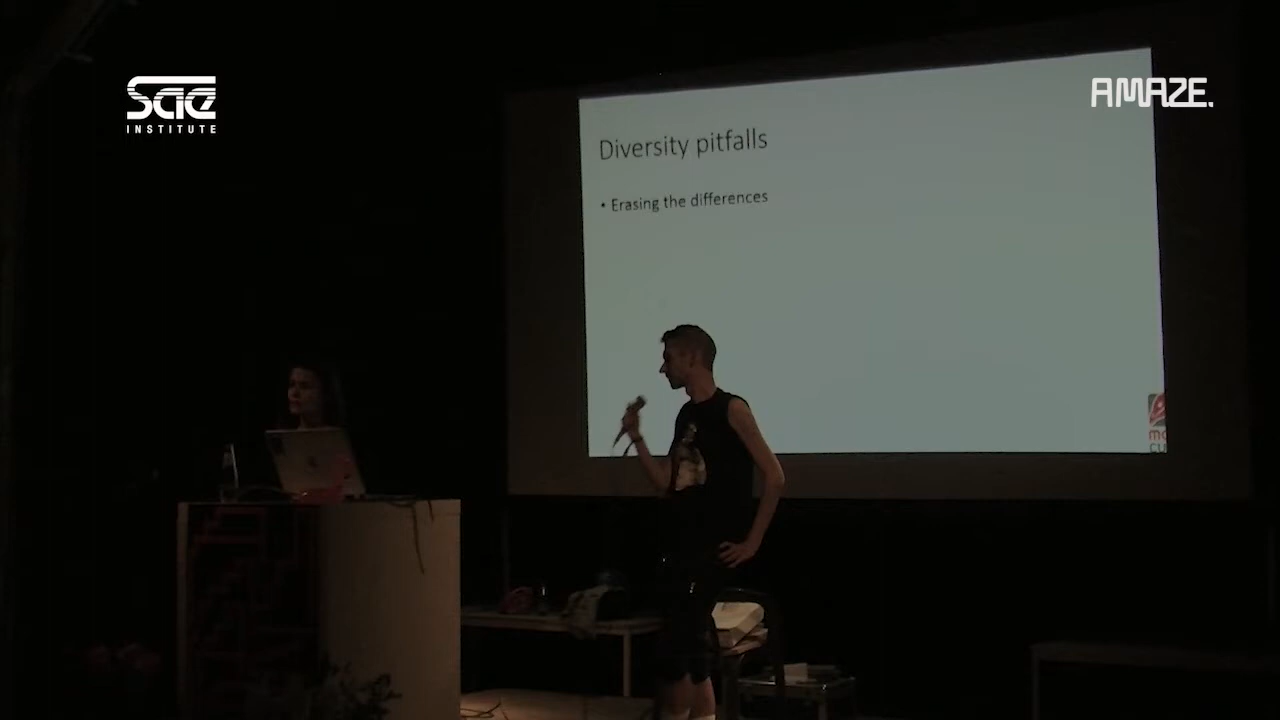 Sae
INSTITUTE
AMAZE.
Diversity pitfalls
• Erasing the differences